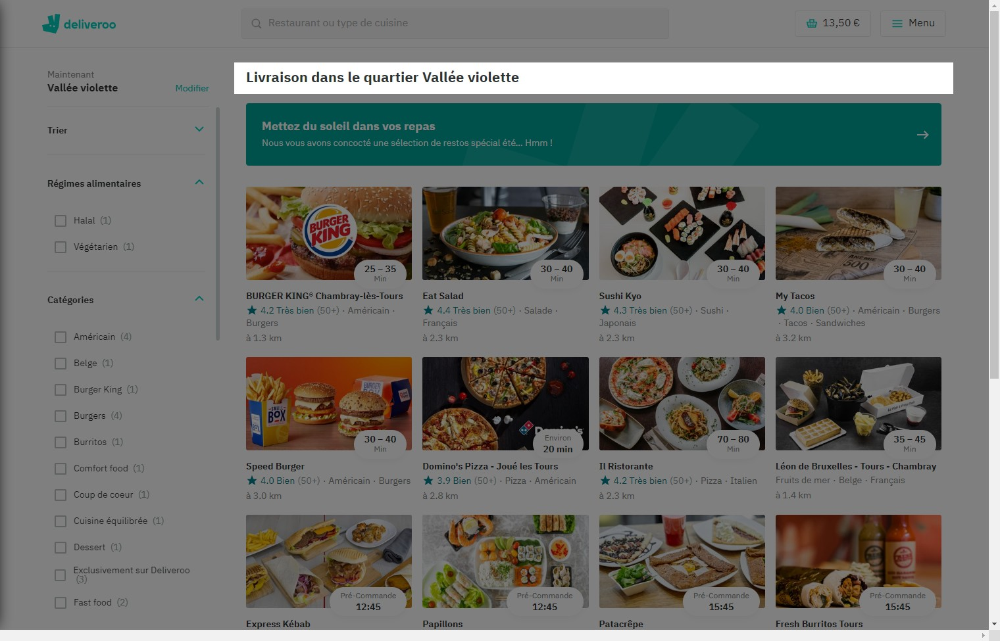 deliveroo
Restaurant ou type de cuisine
13,50 €
Menu
Maintenant
Vallée violette
Modifier
Livraison dans le quartier Vallée violette
Trier
Régimes alimentaires
Halal (1)
Végétarien (1)
Catégories
Américain (4)
Belge (1)
Burger King (1)
Burgers (4)
Burritos (1)
Comfort food (1)
Coup de coeur (1)
Cuisine équilibrée (1)
Dessert (1)
Exclusivement sur Deliveroo
(3)
Fast food (2)
Mettez du soleil dans vos repas
Nous vous avons concocté une sélection de restos spécial été... Hmm !
BURGER
KING
25 – 35
Min
BURGER KING® Chambray-lès-Tours
4.2 Très bien (50+) · Américain ·
Burgers
à 1.3 km
30 – 40
Min
Eat Salad
4.4 Très bien (50+) · Salade ·
Français
à 2.3 km
30 – 40
Min
Sushi Kyo
4.3 Très bien (50+) · Sushi ·
Japonais
à 2.3 km
30 – 40
Min
My Tacos
4.0 Bien (50+) · Américain · Burgers
· Tacos · Sandwiches
à 3.2 km
SMALL
BOX
BURGER
BOX
30 – 40
Min
Speed Burger
4.0 Bien (50+) · Américain · Burgers
à 3.0 km
Domino's
Environ
20 min
Domino's Pizza - Joué les Tours
3.9 Bien (50+) · Pizza · Américain
à 2.8 km
70 – 80
Min
Il Ristorante
4.2 Très bien (50+) · Pizza · Italien
à 2.3 km
35 – 45
Min
Léon de Bruxelles - Tours - Chambray
Fruits de mer · Belge · Français
à 1.4 km
Pré-Commande
12:45
Express Kébab
Pré-Commande
12:45
Papillons
Pré-Commande
15:45
Patacrêpe
Pré-Commande
15:45
Fresh Burritos Tours